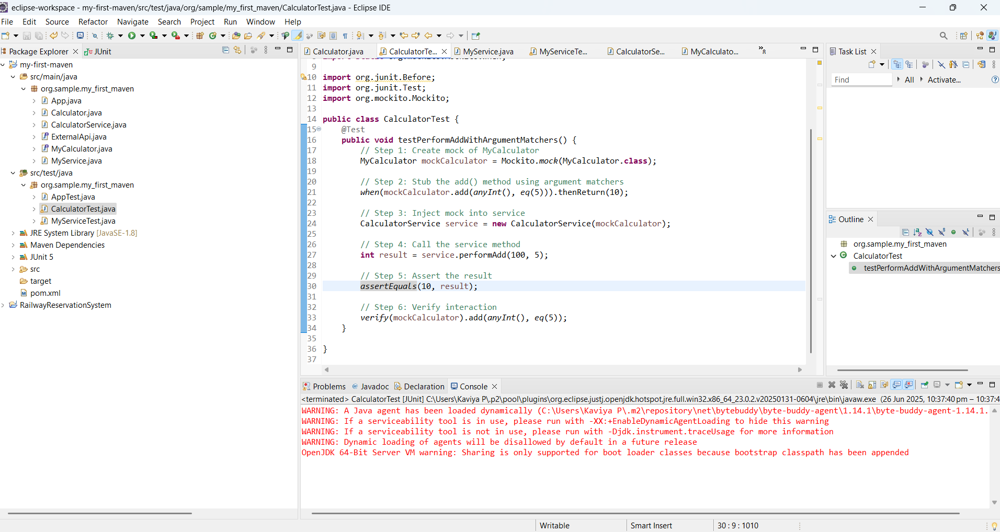 eclipse-workspace - my-first-maven/src/test/java/org/sample/my_first_maven/CalculatorTest.java - Eclipse IDE
File Edit Source Refactor Navigate Search Project Run Window Help
Package Explorer
JUnit
my-first-maven
src/main/java
org.sample.my_first_maven
App.java
Calculator.java
CalculatorService.java
ExternalApi.java
MyCalculator.java
MyService.java
src/test/java
org.sample.my_first_maven
AppTest.java
CalculatorTest.java
MyServiceTest.java
JRE System Library [JavaSE-1.8]
Maven Dependencies
JUnit 5
src
target
pom.xml
RailwayReservationSystem
Calculator.java CalculatorTe... MyService.java MyServiceTe... CalculatorSe... MyCalculato... »8
9
10 import org.junit.Before;
11 import org.junit.Test;
12 import org.mockito.Mockito;
13
14 public class CalculatorTest {
15 @Test
16 public void testPerformAddWithArgumentMatchers() {
17 // Step 1: Create mock of MyCalculator
18 MyCalculator mockCalculator = Mockito.mock(MyCalculator.class);
19
20 // Step 2: Stub the add() method using argument matchers
21 when(mockCalculator.add(anyInt(), eq(5))).thenReturn(10);
22
23 // Step 3: Inject mock into service
24 CalculatorService service = new CalculatorService(mockCalculator);
25
26 // Step 4: Call the service method
27 int result = service.performAdd(100, 5);
28
29 // Step 5: Assert the result
30 assertEquals(10, result);
31
32 // Step 6: Verify interaction
33 verify(mockCalculator).add(anyInt(), eq(5));
34 }
35
36 }
37
Task List
Find All Activate...
Outline
org.sample.my_first_maven
CalculatorTest
testPerformAddWithArgumentMatchers
Problems @ Javadoc Declaration Console
<terminated> CalculatorTest [JUnit] C:\Users\Kaviya P\.p2\pool\plugins\org.eclipse.justj.openjdk.hotspot.jre.full.win32.x86_64_23.0.2.v20250131-0604\jre\bin\javaw.exe (26 Jun 2025, 10:37:40 pm – 10:37:4
WARNING: A Java agent has been loaded dynamically (C:\Users\Kaviya P\.m2\repository\net\bytebuddy\byte-buddy-agent\1.14.1\byte-buddy-agent-1.14.1.
WARNING: If a serviceability tool is in use, please run with -XX:+EnableDynamicAgentLoading to hide this warning
WARNING: If a serviceability tool is not in use, please run with -Djdk.instrument.traceUsage for more information
WARNING: Dynamic loading of agents will be disallowed by default in a future release
OpenJDK 64-Bit Server VM warning: Sharing is only supported for boot loader classes because bootstrap classpath has been appended
Writable Smart Insert 30 : 9 : 1010